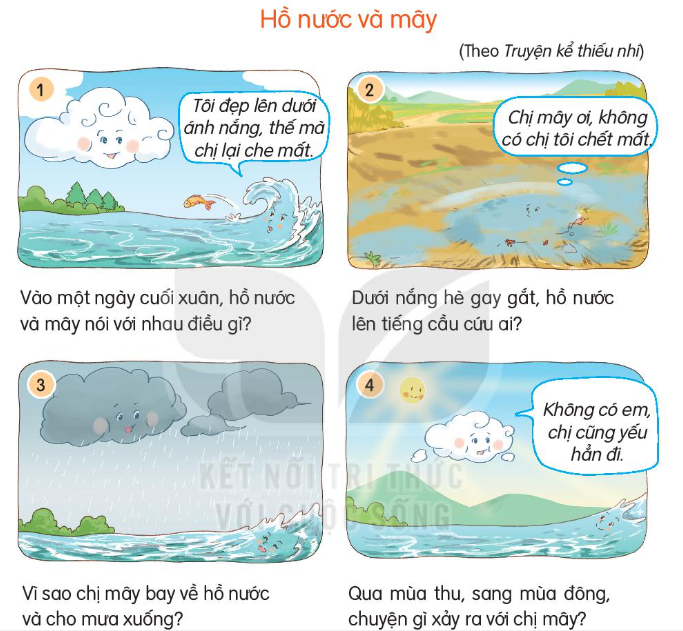 Hồ nước và mây
(Theo Truyện kể thiếu nhi)
1
Tôi đẹp lên dưới
ánh nắng, thế mà
chị lại che mất.
2
Chị mây ơi, không
có chị tôi chết mất.
Vào một ngày cuối xuân, hồ nước
và mây nói với nhau điều gì?
Dưới nắng hè gay gắt, hồ nước
lên tiếng cầu cứu ai?
3
4
Không có em,
chị cũng yếu
hẳn đi.
KẾT NỐI TRI THỨC
VỚI CUỘC SỐNG
Vì sao chị mây bay về hồ nước
và cho mưa xuống?
Qua mùa thu, sang mùa đông,
chuyện gì xảy ra với chị mây?